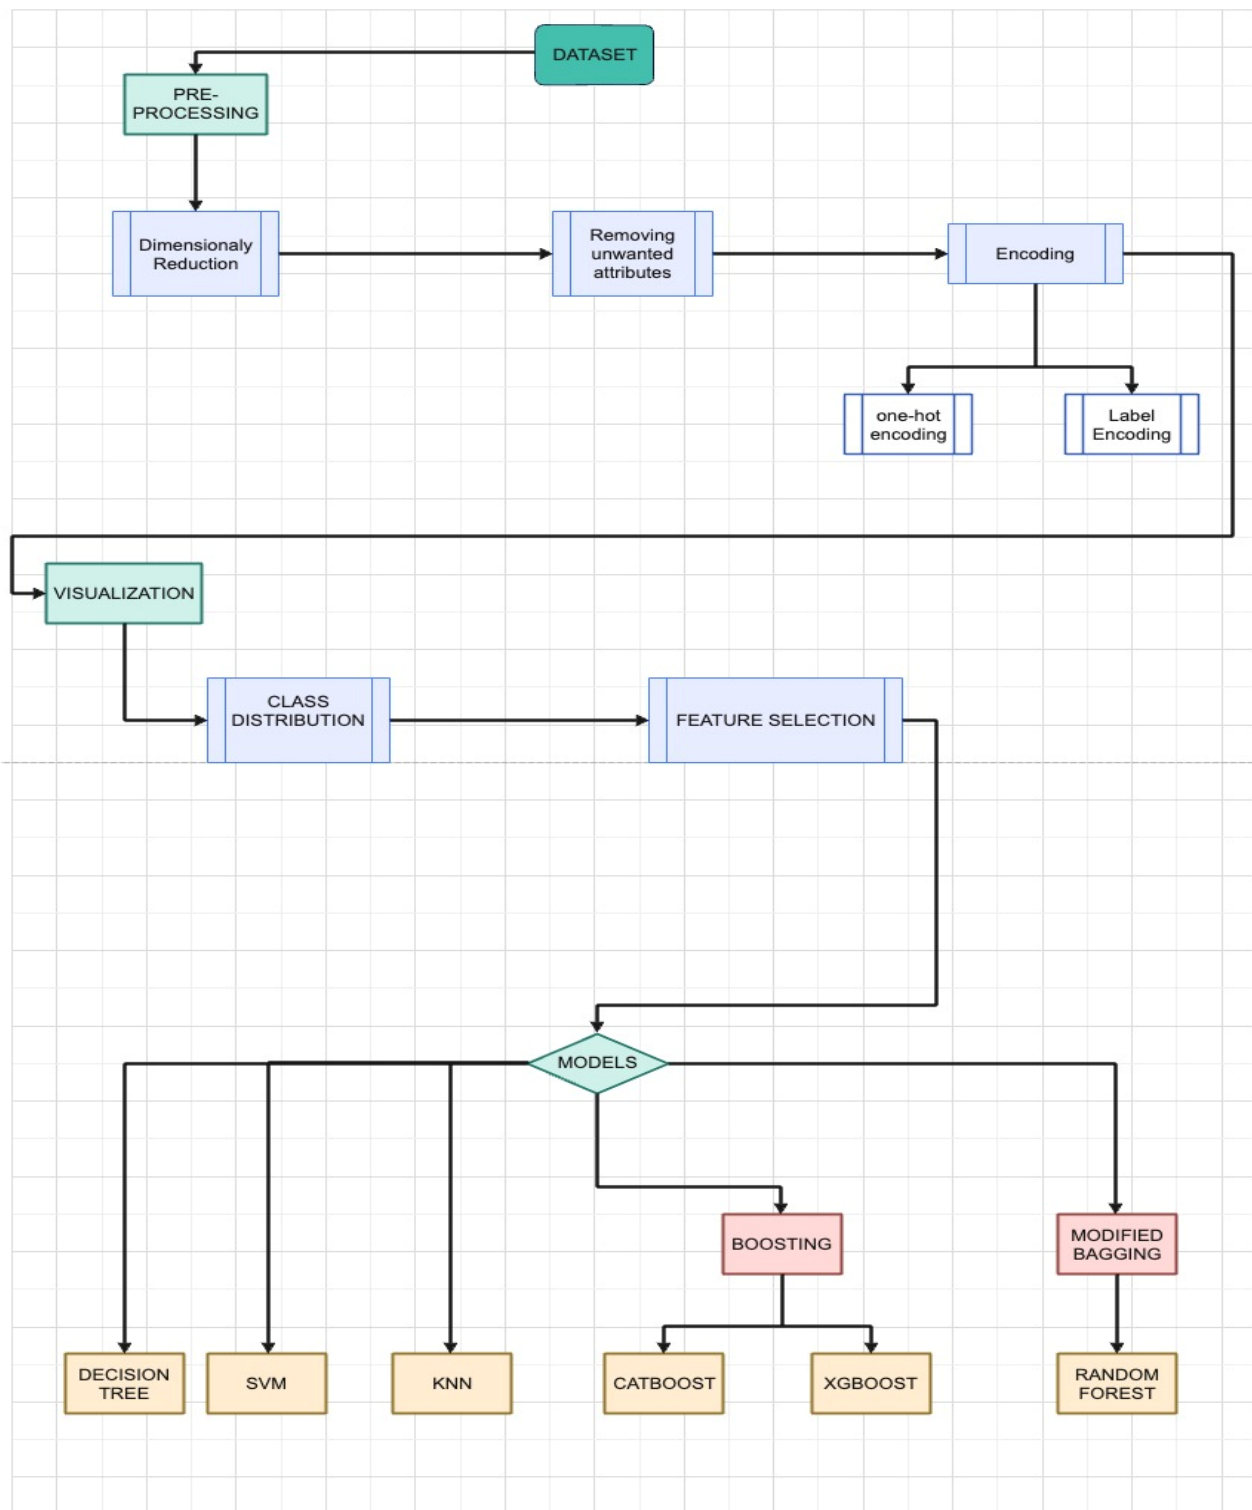 DATASET
PRE-
PROCESSING
Dimensionaly
Reduction
Removing
unwanted
attributes
Encoding
one-hot
encoding
Label
Encoding
VISUALIZATION
CLASS
DISTRIBUTION
FEATURE SELECTION
MODELS
BOOSTING
MODIFIED
BAGGING
DECISION
TREE
SVM
KNN
CATBOOST
XGBOOST
RANDOM
FOREST